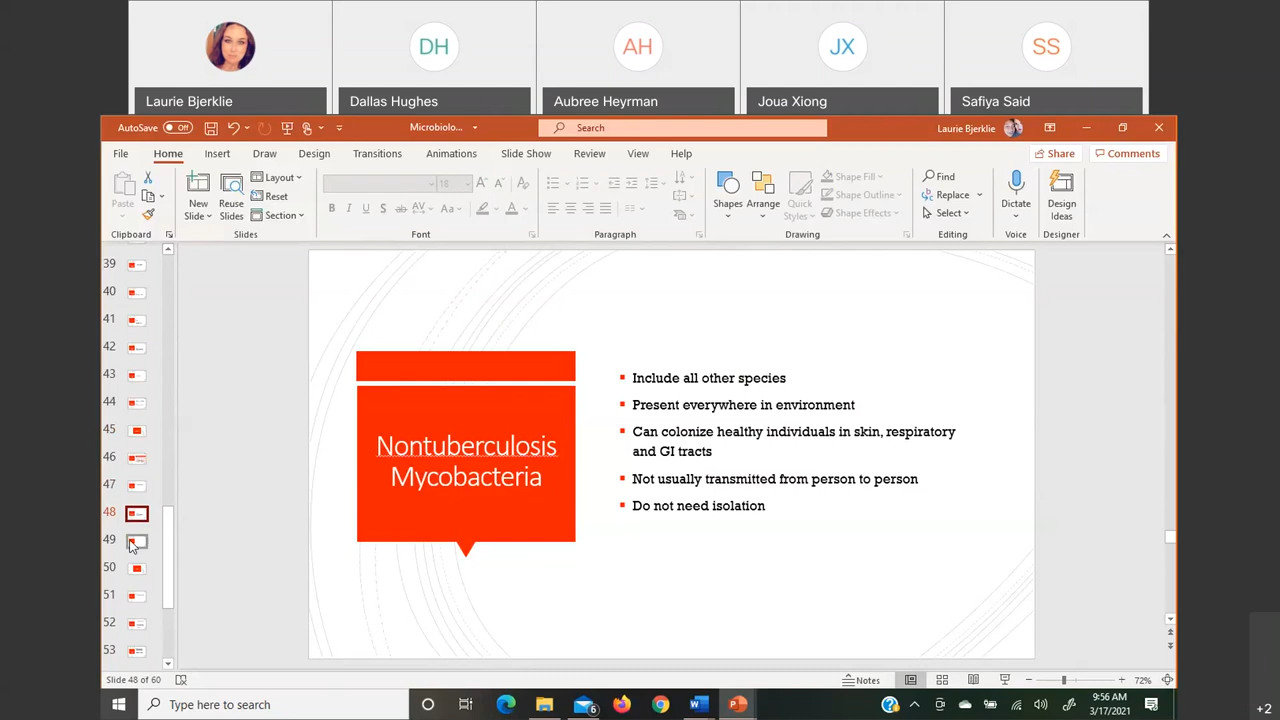 DH
AH
JX
SS
Laurie Bjerklie
Dallas Hughes
Aubree Heyrman
Joua Xiong
Safiya Said
AutoSave Off
Microbiolo...
Search
Laurie Bjerklie
File Home Insert Draw Design Transitions Animations Slide Show Review View Help
Share Comments
Paste
New Slide
Reuse Slides
Layout
Reset
Section
18
Aa
Shapes
Arrange
Quick Styles
Shape Fill
Shape Outline
Shape Effects
Find
Replace
Select
Dictate
Design Ideas
Clipboard Slides Font Paragraph Drawing Editing Voice Designer
39
40
41
42
43
44
45
46
47
48
49
50
51
52
53
Nontuberculosis
Mycobacteria
Include all other species
Present everywhere in environment
Can colonize healthy individuals in skin, respiratory
and GI tracts
Not usually transmitted from person to person
Do not need isolation
Slide 48 of 60
Notes
72%
Type here to search
6
9:56 AM
3/17/2021
+2